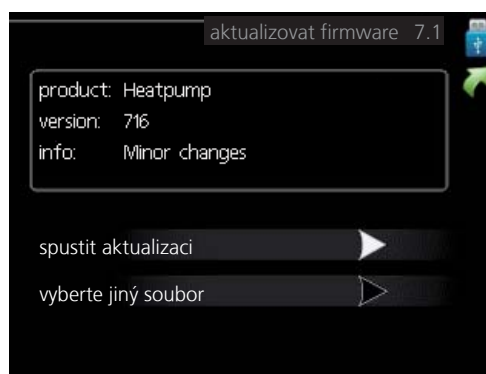 aktualizovat firmware 7.1
product: Heatpump
version: 716
info: Minor changes
spustit aktualizaci
vyberte jiný soubor